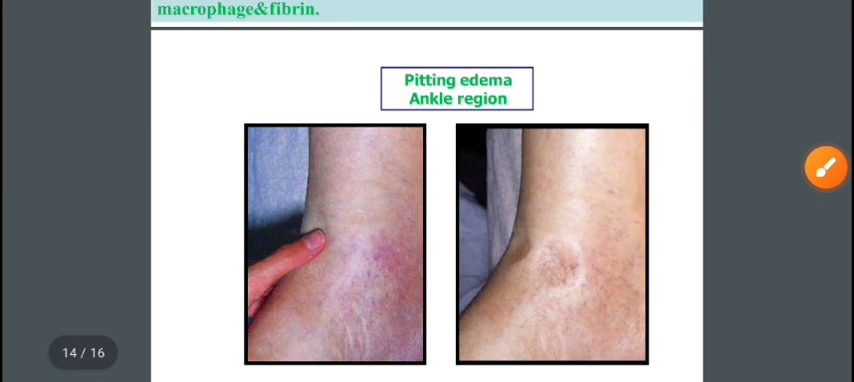 macrophage&fibrin.
Pitting edema
Ankle region
14 / 16